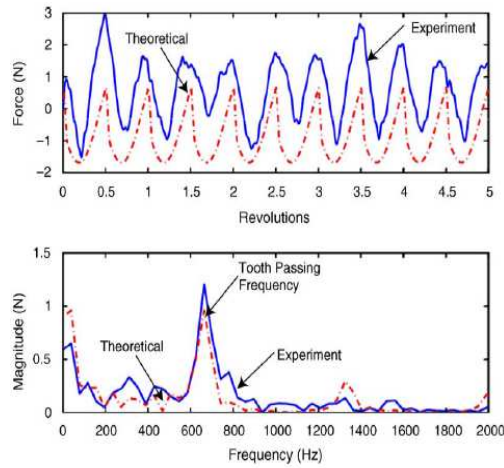 3
2
1
0
−1
−2
Force (N)
Theoretical
Experiment
0 0.5 1 1.5 2 2.5 3 3.5 4 4.5 5
Revolutions
1.5
1
0.5
0
Magnitude (N)
Tooth Passing
Frequency
Theoretical
Experiment
0 200 400 600 800 1000 1200 1400 1600 1800 2000
Frequency (Hz)